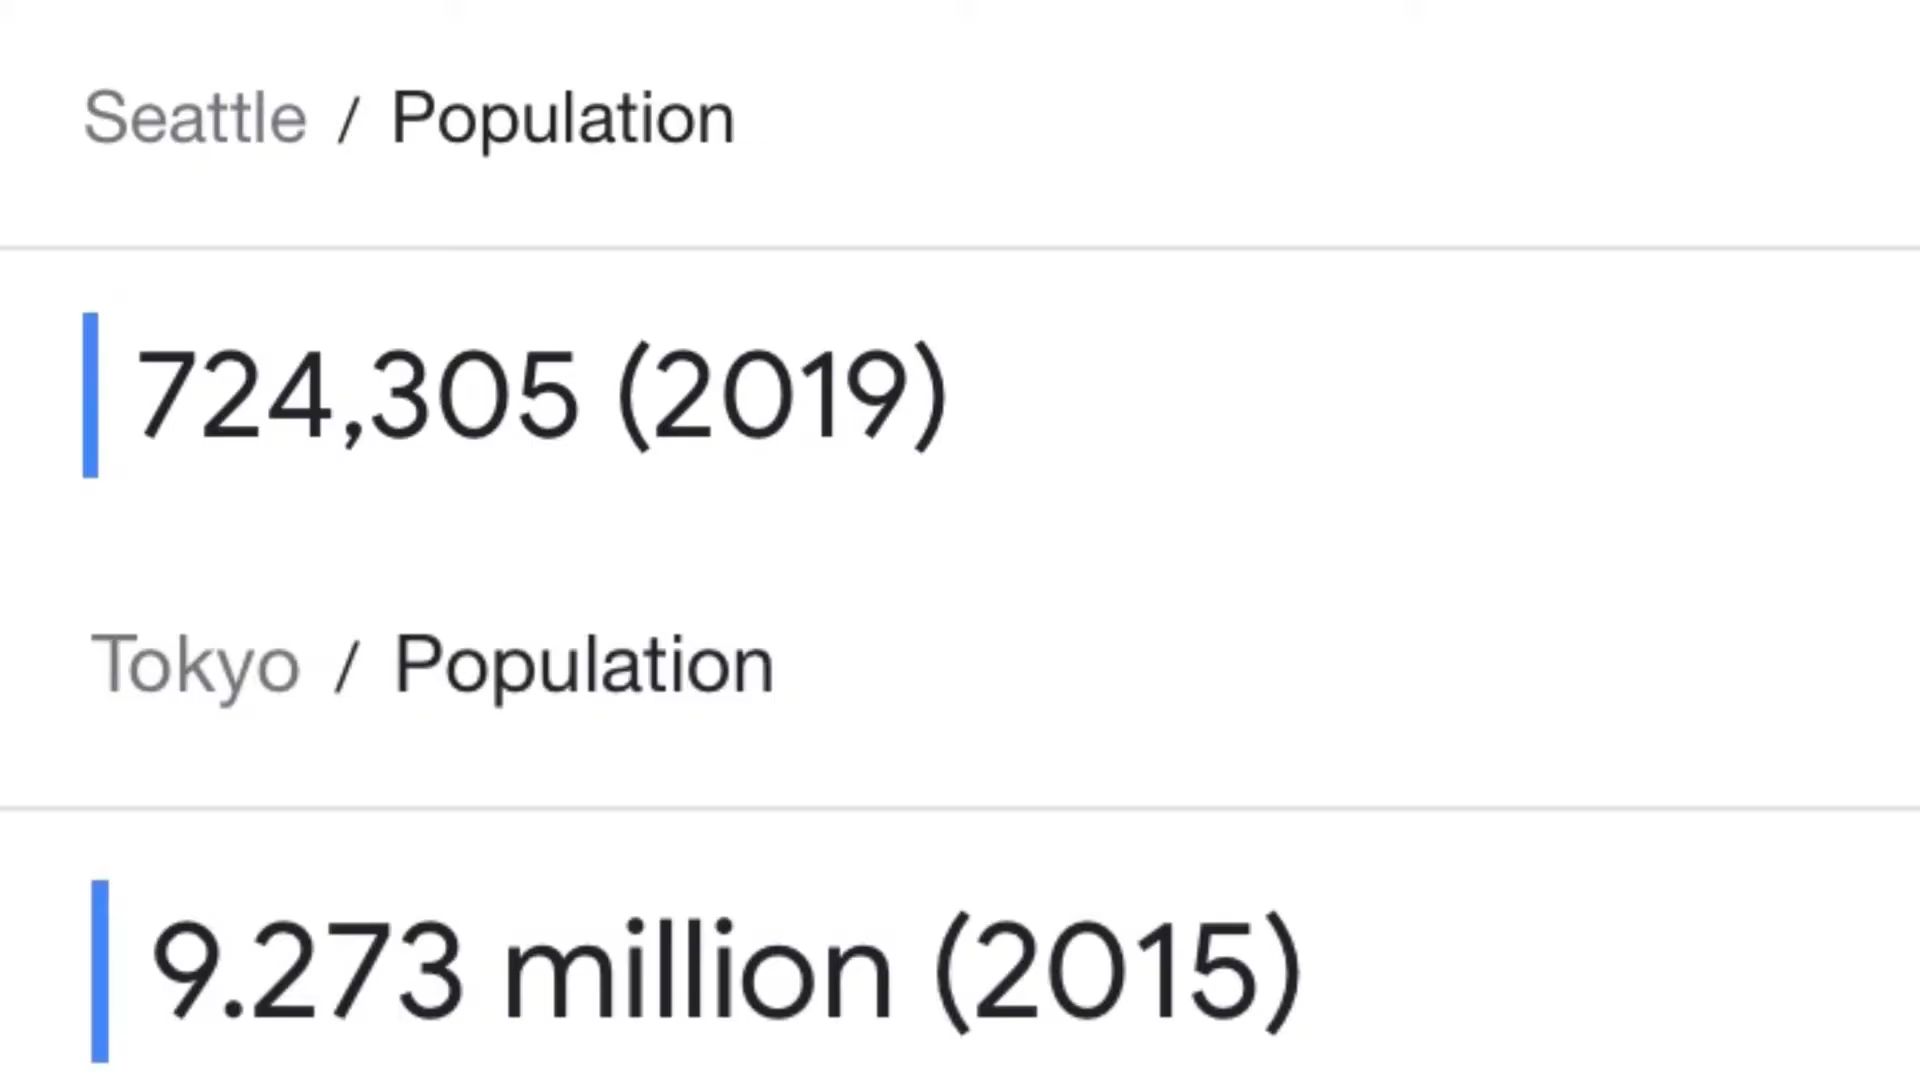 Seattle / Population
724,305 (2019)
Tokyo / Population
9.273 million (2015)